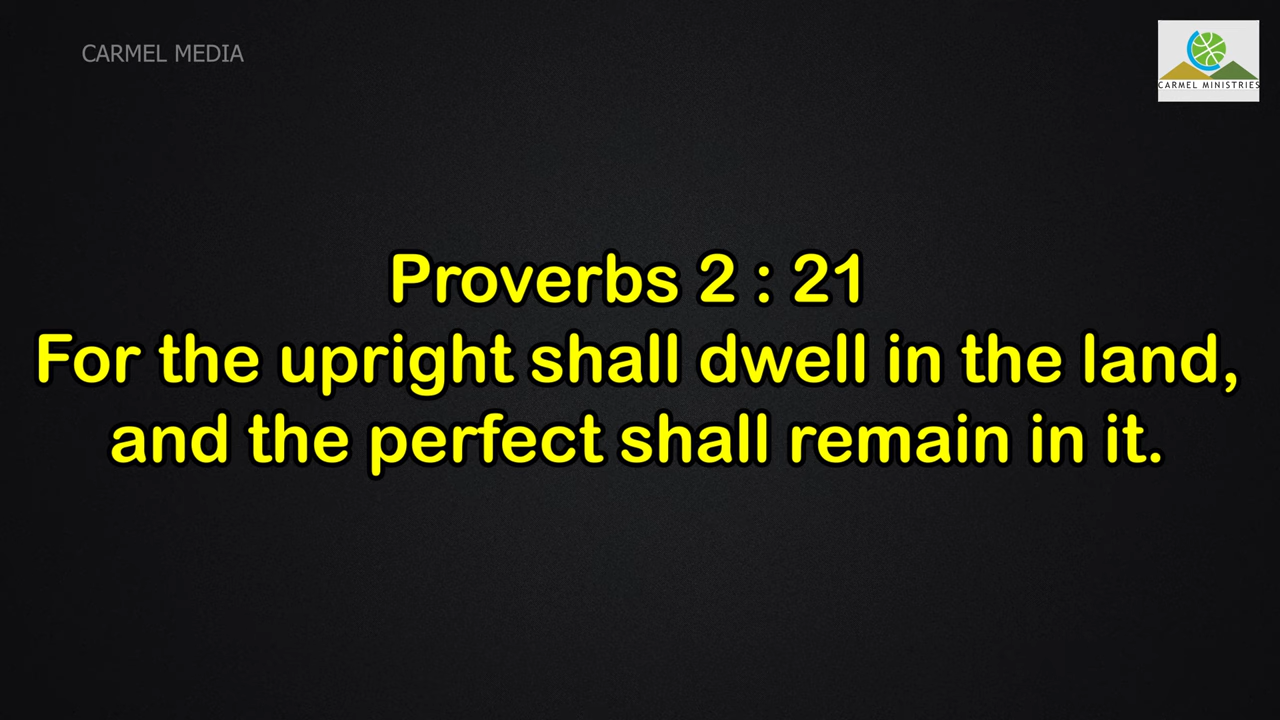 CARMEL MEDIA
CARMEL MINISTRIES
Proverbs 2 : 21
For the upright shall dwell in the land,
and the perfect shall remain in it.